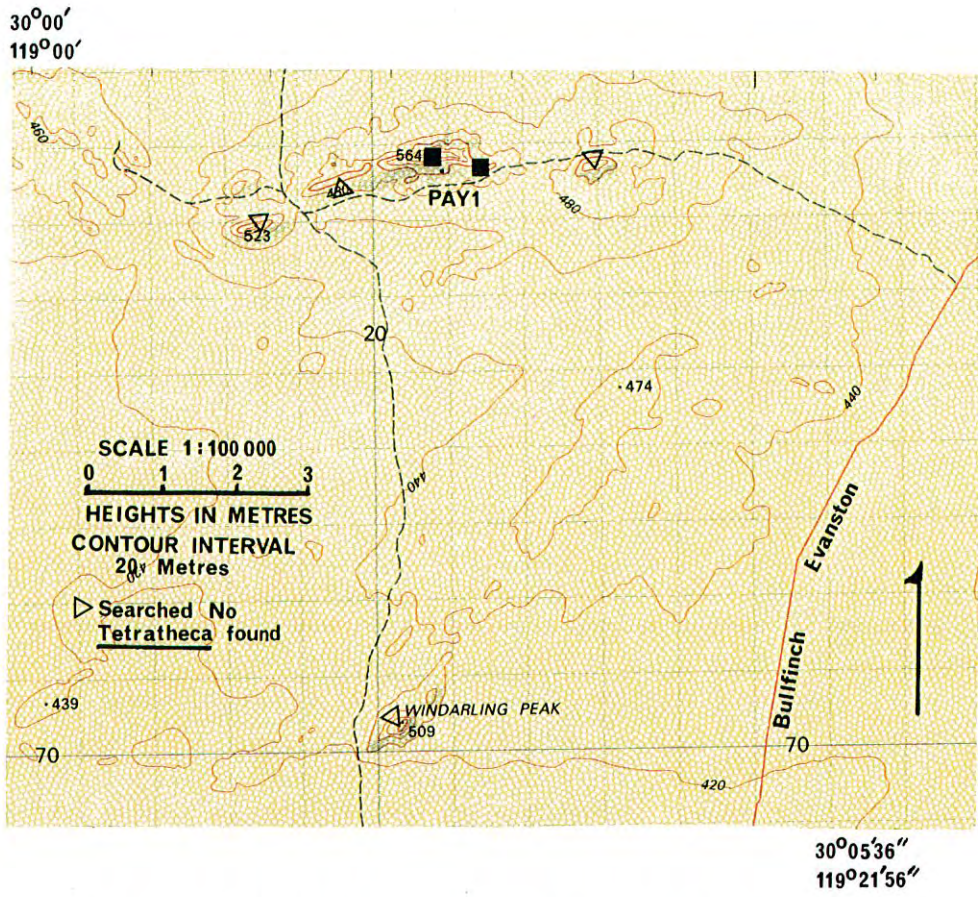 30°00′
119°00′
460
564
480
PAY1
480
523
20
474
440
SCALE 1:100 000
0 1 2 3
440
HEIGHTS IN METRES
CONTOUR INTERVAL
20 Metres
420
Evanston
Searched No
Tetratheca found
Bullfinch
439
WINDARLING PEAK
509
70
70
420
30°05′36″
119°21′56″